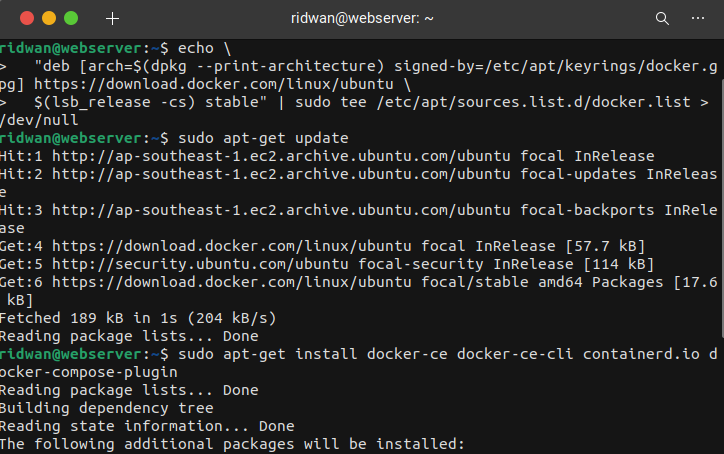 ridwan@webserver: ~
ridwan@webserver:~$ echo \
>   "deb [arch=$(dpkg --print-architecture) signed-by=/etc/apt/keyrings/docker.g
pg] https://download.docker.com/linux/ubuntu \
>   $(lsb_release -cs) stable" | sudo tee /etc/apt/sources.list.d/docker.list >
/dev/null
ridwan@webserver:~$ sudo apt-get update
Hit:1 http://ap-southeast-1.ec2.archive.ubuntu.com/ubuntu focal InRelease
Hit:2 http://ap-southeast-1.ec2.archive.ubuntu.com/ubuntu focal-updates InReleas
e
Hit:3 http://ap-southeast-1.ec2.archive.ubuntu.com/ubuntu focal-backports InRele
ase
Get:4 https://download.docker.com/linux/ubuntu focal InRelease [57.7 kB]
Get:5 http://security.ubuntu.com/ubuntu focal-security InRelease [114 kB]
Get:6 https://download.docker.com/linux/ubuntu focal/stable amd64 Packages [17.6
 kB]
Fetched 189 kB in 1s (204 kB/s)
Reading package lists... Done
ridwan@webserver:~$ sudo apt-get install docker-ce docker-ce-cli containerd.io d
ocker-compose-plugin
Reading package lists... Done
Building dependency tree
Reading state information... Done
The following additional packages will be installed: